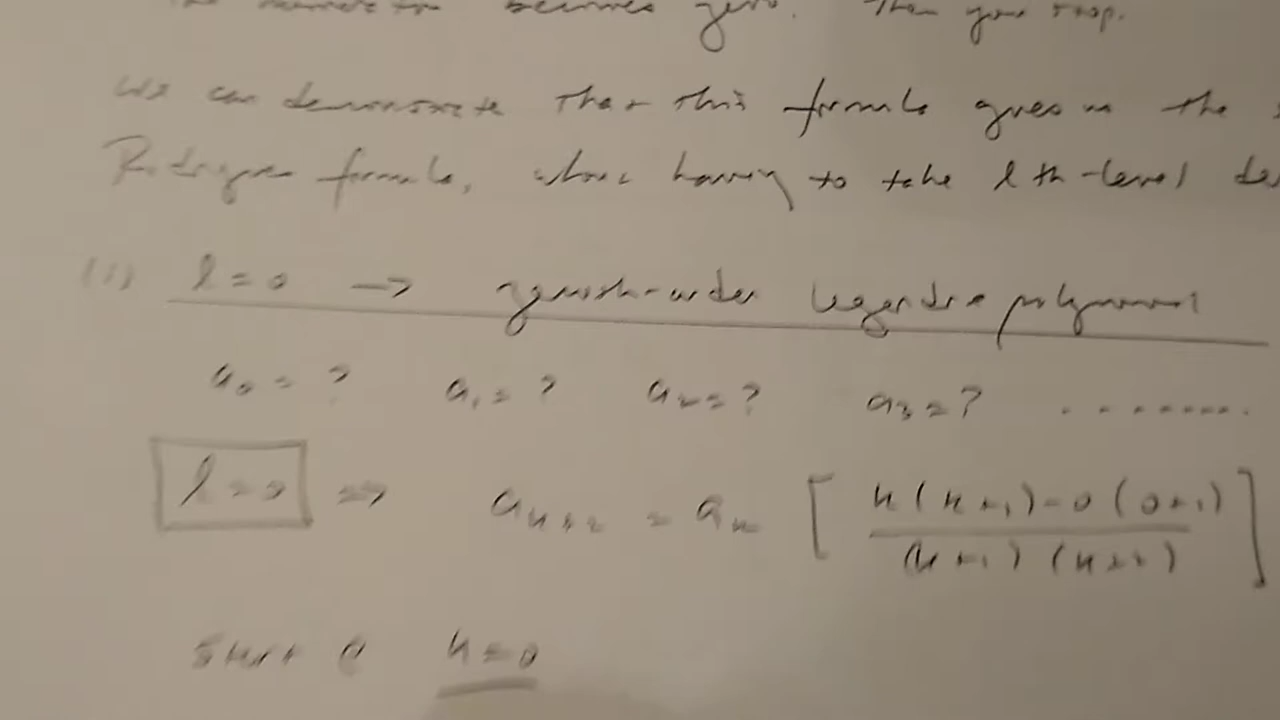 becomes zero. Then you stop.
We can demonstrate that this formula gives us the
Rodrigues formula, without having to take l th-level
(1) l = 0 → zeroth-order Legendre polynomial
a₀ = ? a₁ = ? a₂ = ? a₃ = ? ........
l = 0 ⇒ aₙ₊₂ = aₙ [ n(n+1) - 0(0+1) / (n+1)(n+2) ]
Start @ n = 0